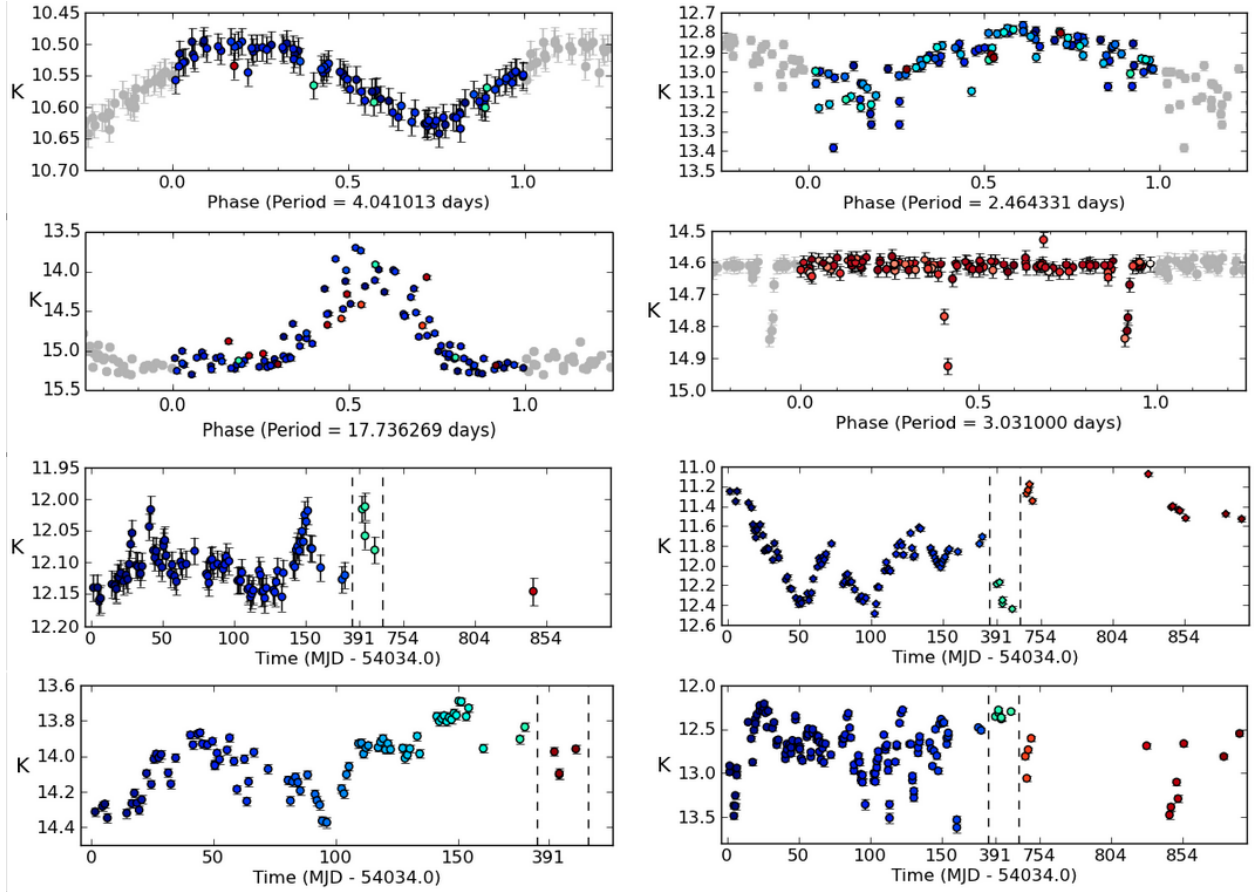 10.45
10.50
10.55
K
10.60
10.65
10.70
0.0 0.5 1.0
Phase (Period = 4.041013 days)
12.7
12.8
12.9
13.0
K
13.1
13.2
13.3
13.4
13.5
0.0 0.5 1.0
Phase (Period = 2.464331 days)
13.5
14.0
K
14.5
15.0
15.5
0.0 0.5 1.0
Phase (Period = 17.736269 days)
14.5
14.6
14.7
K
14.8
14.9
15.0
0.0 0.5 1.0
Phase (Period = 3.031000 days)
11.95
12.00
12.05
K
12.10
12.15
12.20
0 50 100 150 391 754 804 854
Time (MJD - 54034.0)
11.0
11.2
11.4
11.6
K
11.8
12.0
12.2
12.4
12.6
0 50 100 150 391 754 804 854
Time (MJD - 54034.0)
13.6
13.8
K
14.0
14.2
14.4
0 50 100 150 391
Time (MJD - 54034.0)
12.0
12.5
K
13.0
13.5
0 50 100 150 391 754 804 854
Time (MJD - 54034.0)